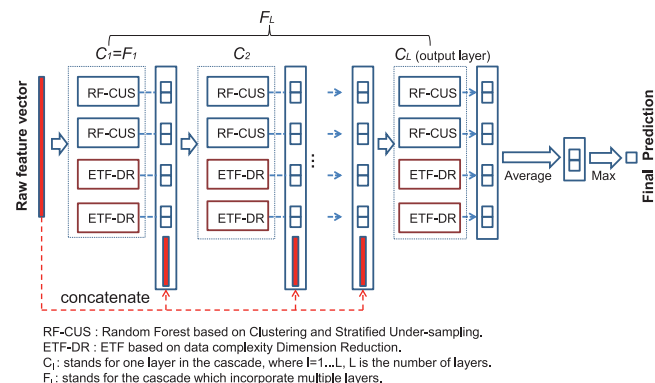 F_L
C_1=F_1
C_2
C_L (output layer)
Raw feature vector
RF-CUS
RF-CUS
ETF-DR
ETF-DR
RF-CUS
RF-CUS
ETF-DR
ETF-DR
...
RF-CUS
RF-CUS
ETF-DR
ETF-DR
Average
Max
Final Prediction
concatenate
RF-CUS : Random Forest based on Clustering and Stratified Under-sampling.
ETF-DR : ETF based on data complexity Dimension Reduction.
C_l : stands for one layer in the cascade, where l=1...L, L is the number of layers.
F_l : stands for the cascade which incorporate multiple layers.